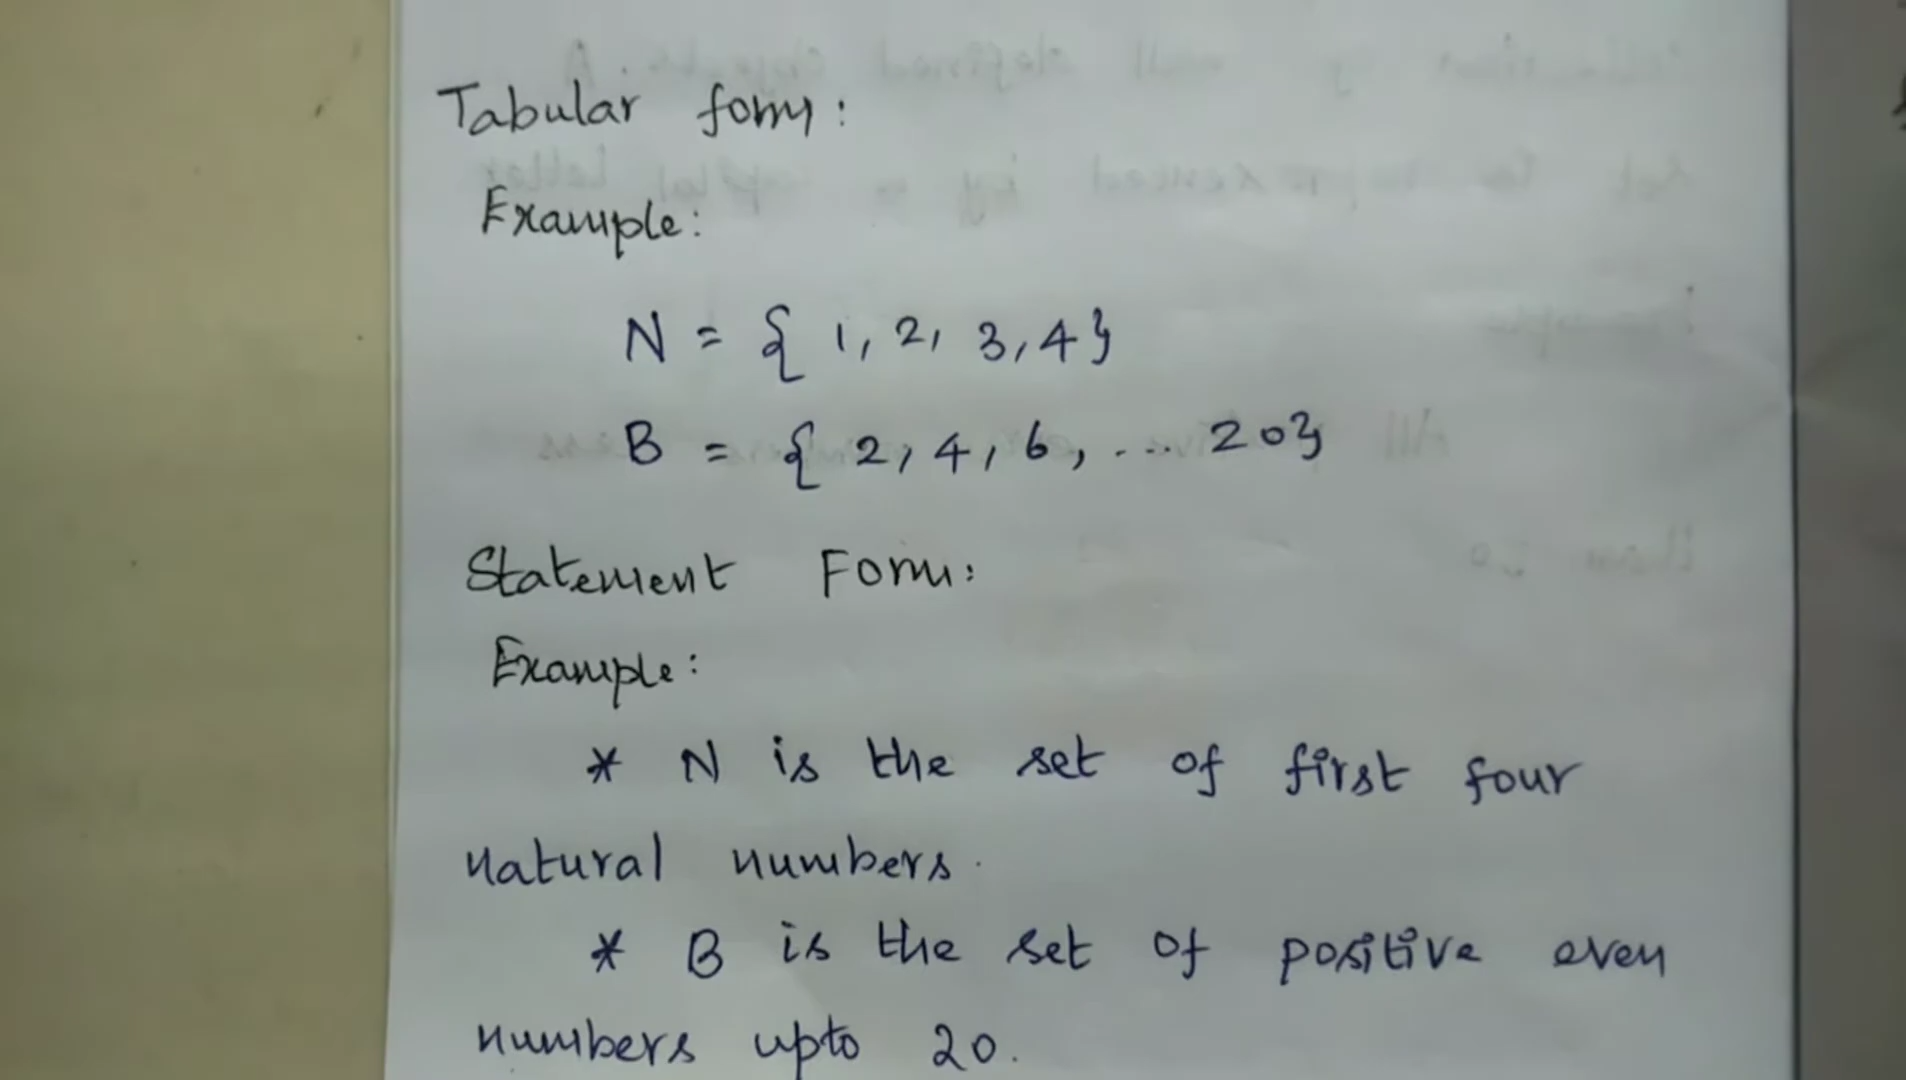 Tabular form:
Example:
N = { 1, 2, 3, 4 }
B = { 2, 4, 6, ... 20}
Statement Form:
Example:
* N is the set of first four
natural numbers.
* B is the set of positive even
numbers upto 20.